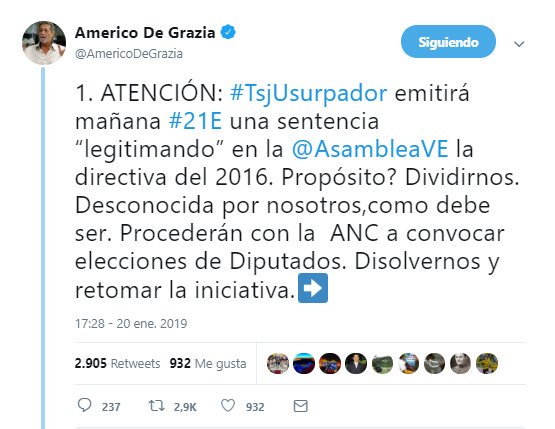 Americo De Grazia
@AmericoDeGrazia
Siguiendo
1. ATENCIÓN: #TsjUsurpador emitirá
mañana #21E una sentencia
“legitimando” en la @AsambleaVE la
directiva del 2016. Propósito? Dividirnos.
Desconocida por nosotros,como debe
ser. Procederán con la  ANC a convocar
elecciones de Diputados. Disolvernos y
retomar la iniciativa.➡
17:28 - 20 ene. 2019
2.905 Retweets 932 Me gusta
237 2,9K 932